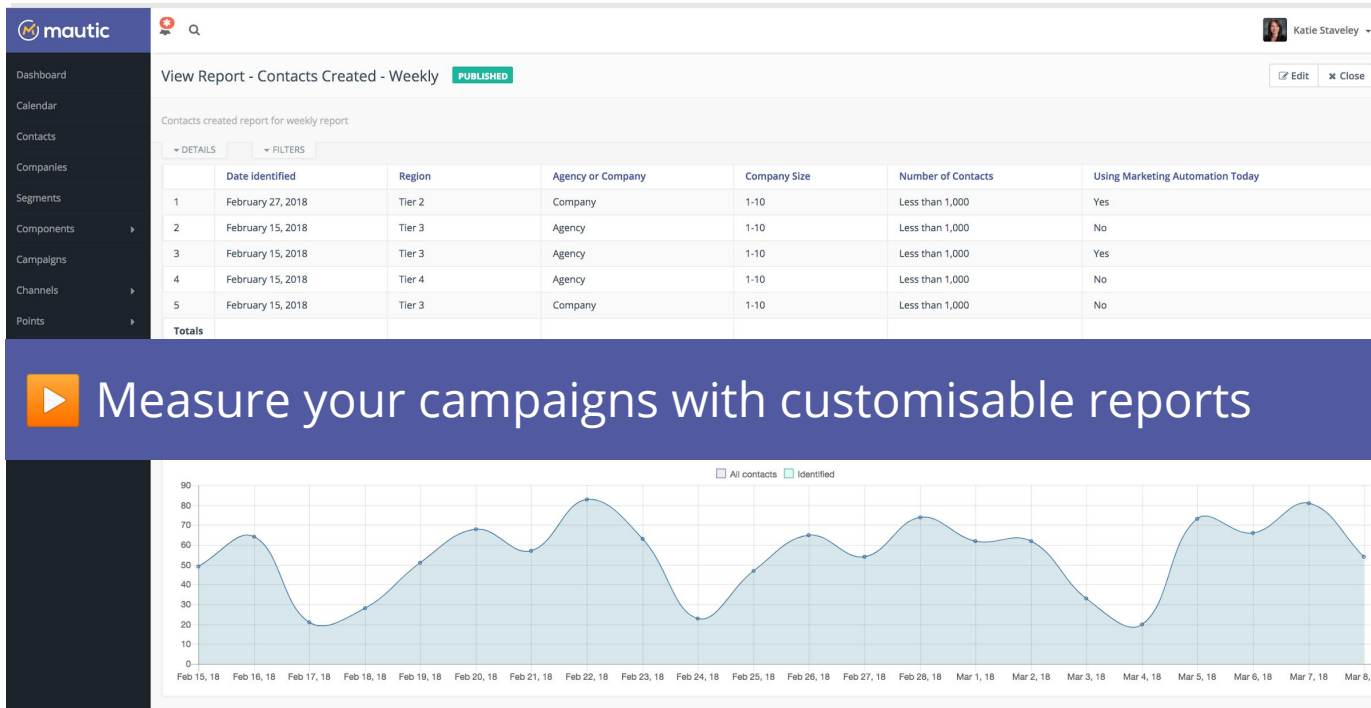 mautic
Katie Staveley
Dashboard
Calendar
Contacts
Companies
Segments
Components
Campaigns
Channels
Points
View Report - Contacts Created - Weekly PUBLISHED
Edit Close
Contacts created report for weekly report
DETAILS FILTERS
Date identified Region Agency or Company Company Size Number of Contacts Using Marketing Automation Today
1 February 27, 2018 Tier 2 Company 1-10 Less than 1,000 Yes
2 February 15, 2018 Tier 3 Agency 1-10 Less than 1,000 No
3 February 15, 2018 Tier 3 Agency 1-10 Less than 1,000 Yes
4 February 15, 2018 Tier 4 Agency 1-10 Less than 1,000 No
5 February 15, 2018 Tier 3 Company 1-10 Less than 1,000 No
Totals
Measure your campaigns with customisable reports
All contacts Identified
90
80
70
60
50
40
30
20
10
0
Feb 15, 18 Feb 16, 18 Feb 17, 18 Feb 18, 18 Feb 19, 18 Feb 20, 18 Feb 21, 18 Feb 22, 18 Feb 23, 18 Feb 24, 18 Feb 25, 18 Feb 26, 18 Feb 27, 18 Feb 28, 18 Mar 1, 18 Mar 2, 18 Mar 3, 18 Mar 4, 18 Mar 5, 18 Mar 6, 18 Mar 7, 18 Mar 8,